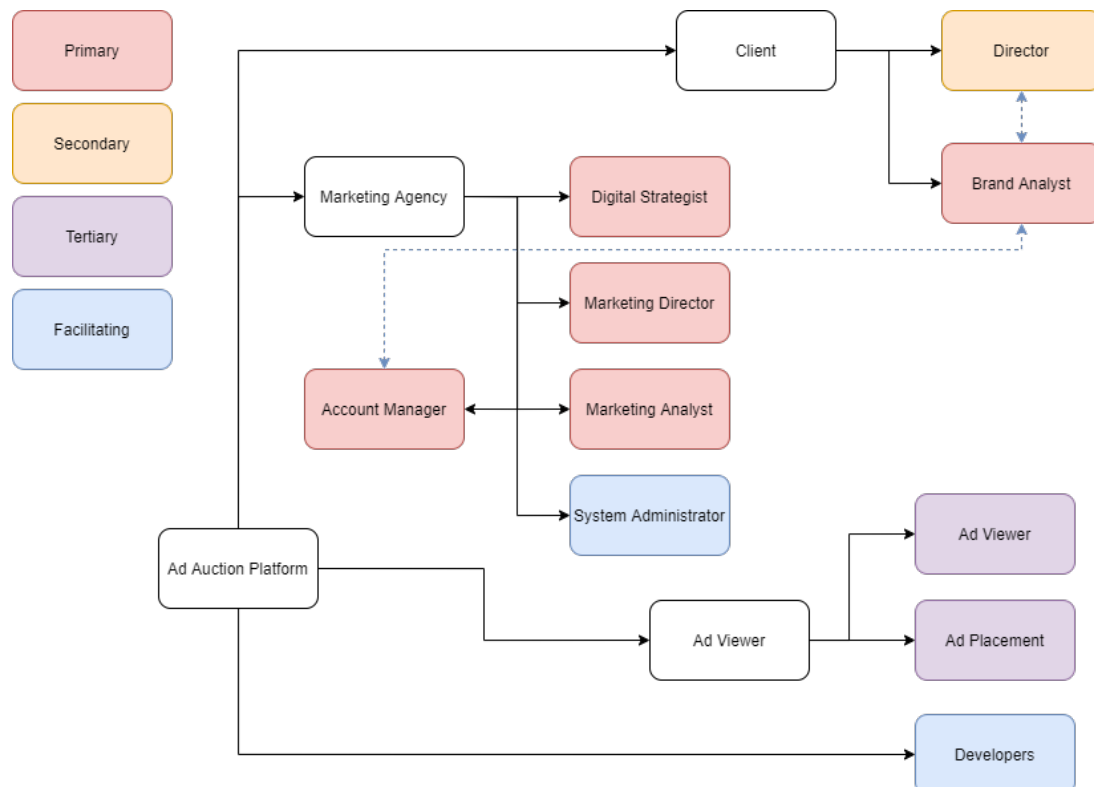 Primary
Client
Director
Secondary
Marketing Agency
Digital Strategist
Brand Analyst
Tertiary
Marketing Director
Facilitating
Account Manager
Marketing Analyst
System Administrator
Ad Viewer
Ad Auction Platform
Ad Viewer
Ad Placement
Developers